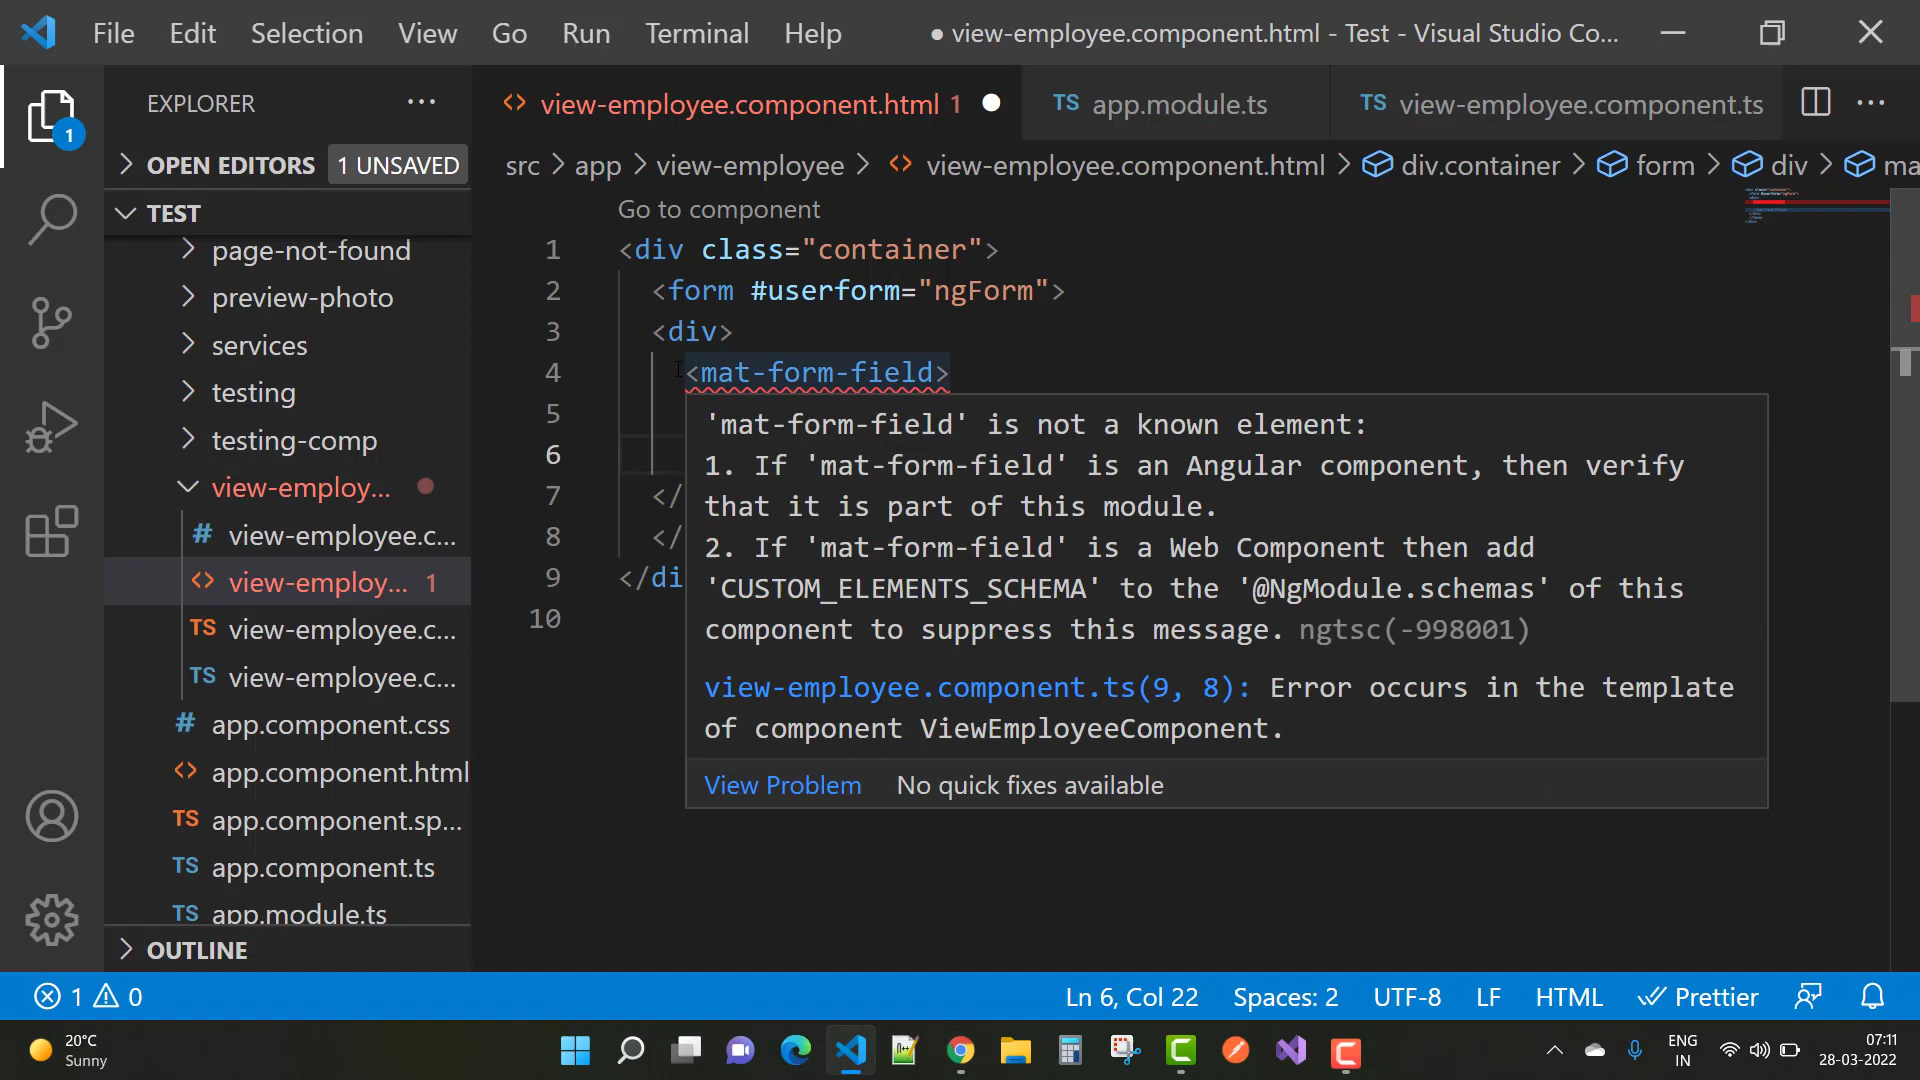 File Edit Selection View Go Run Terminal Help ● view-employee.component.html - Test - Visual Studio Co...
EXPLORER ...
<> view-employee.component.html 1 TS app.module.ts TS view-employee.component.ts ...
1
OPEN EDITORS 1 UNSAVED
src > app > view-employee > <> view-employee.component.html > div.container > form > div > ma
TEST
Go to component
page-not-found
preview-photo
services
testing
testing-comp
view-employ...
# view-employee.c...
<> view-employ... 1
TS view-employee.c...
TS view-employee.c...
# app.component.css
<> app.component.html
TS app.component.sp...
TS app.component.ts
TS app.module.ts
OUTLINE
1 <div class="container">
2 <form #userform="ngForm">
3 <div>
4 <mat-form-field>
5
6
7 </
8 </
9 </di
10
'mat-form-field' is not a known element:
1. If 'mat-form-field' is an Angular component, then verify
that it is part of this module.
2. If 'mat-form-field' is a Web Component then add
'CUSTOM_ELEMENTS_SCHEMA' to the '@NgModule.schemas' of this
component to suppress this message. ngtsc(-998001)
view-employee.component.ts(9, 8): Error occurs in the template
of component ViewEmployeeComponent.
View Problem No quick fixes available
1 0 Ln 6, Col 22 Spaces: 2 UTF-8 LF HTML Prettier
20°C
Sunny
ENG
IN
07:11
28-03-2022